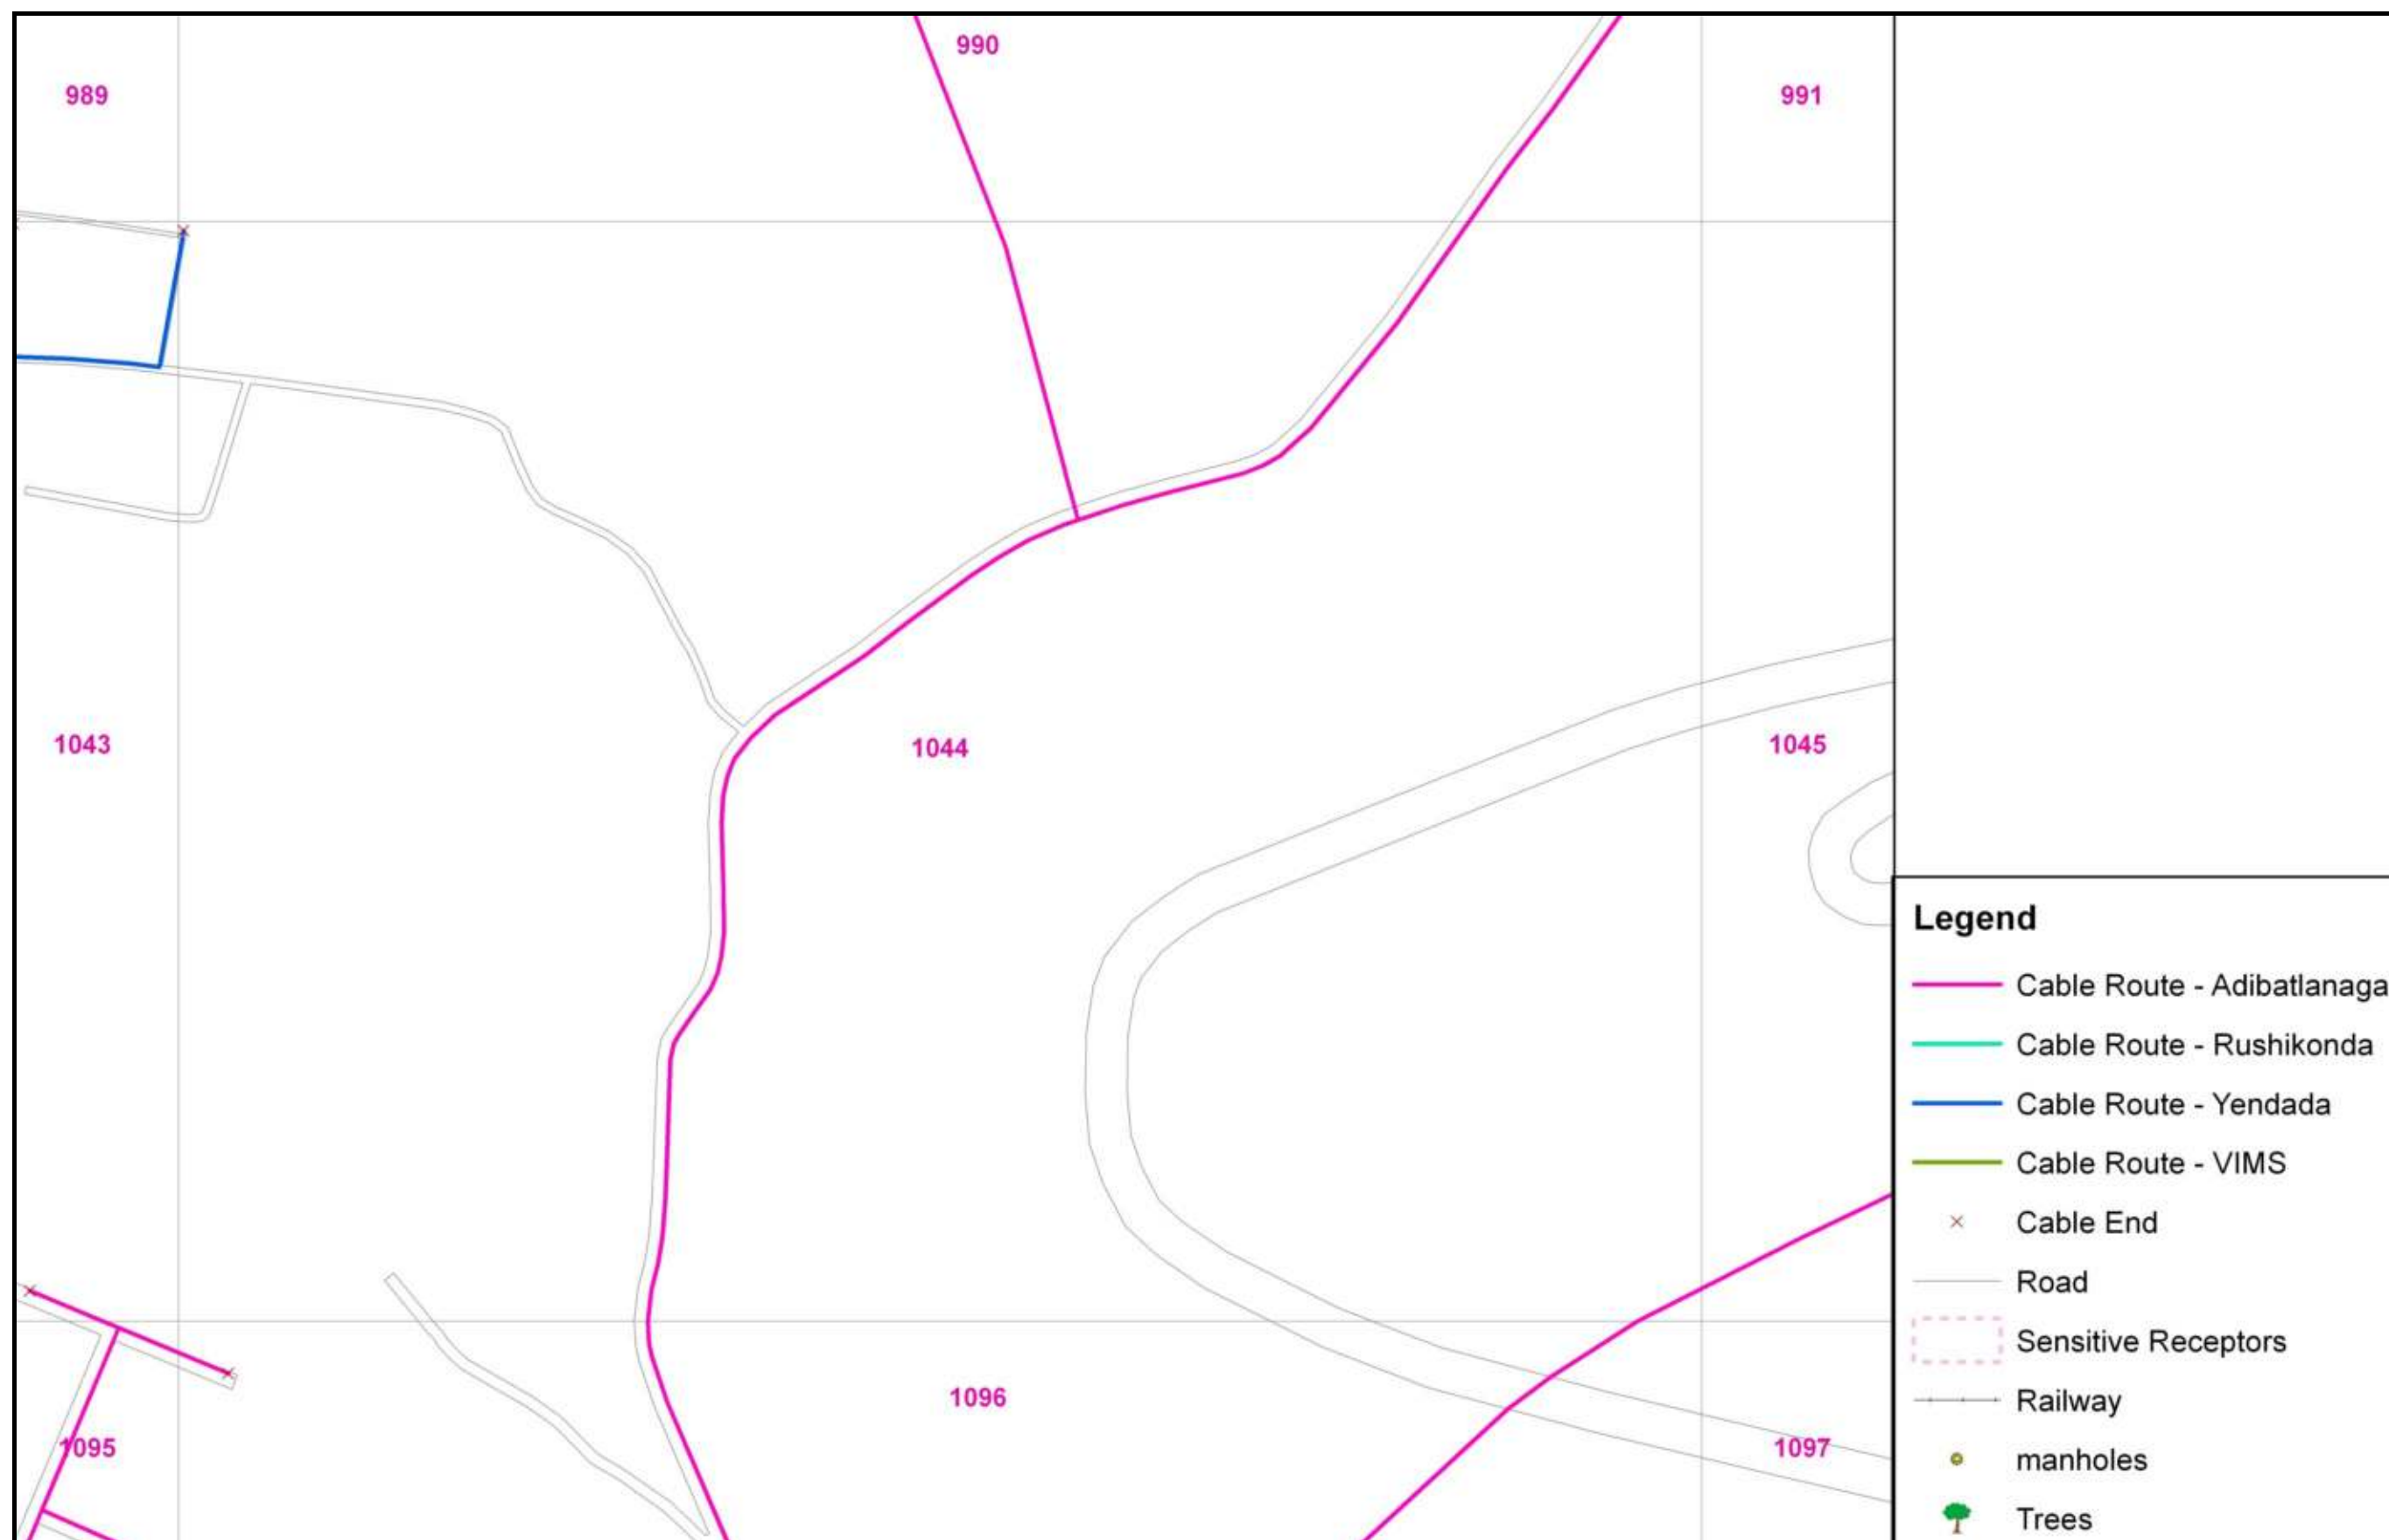 990
989
991
1043
1044
1045
1096
1095
1097
Legend
Cable Route - Adibatlanaga
Cable Route - Rushikonda
Cable Route - Yendada
Cable Route - VIMS
Cable End
Road
Sensitive Receptors
Railway
manholes
Trees